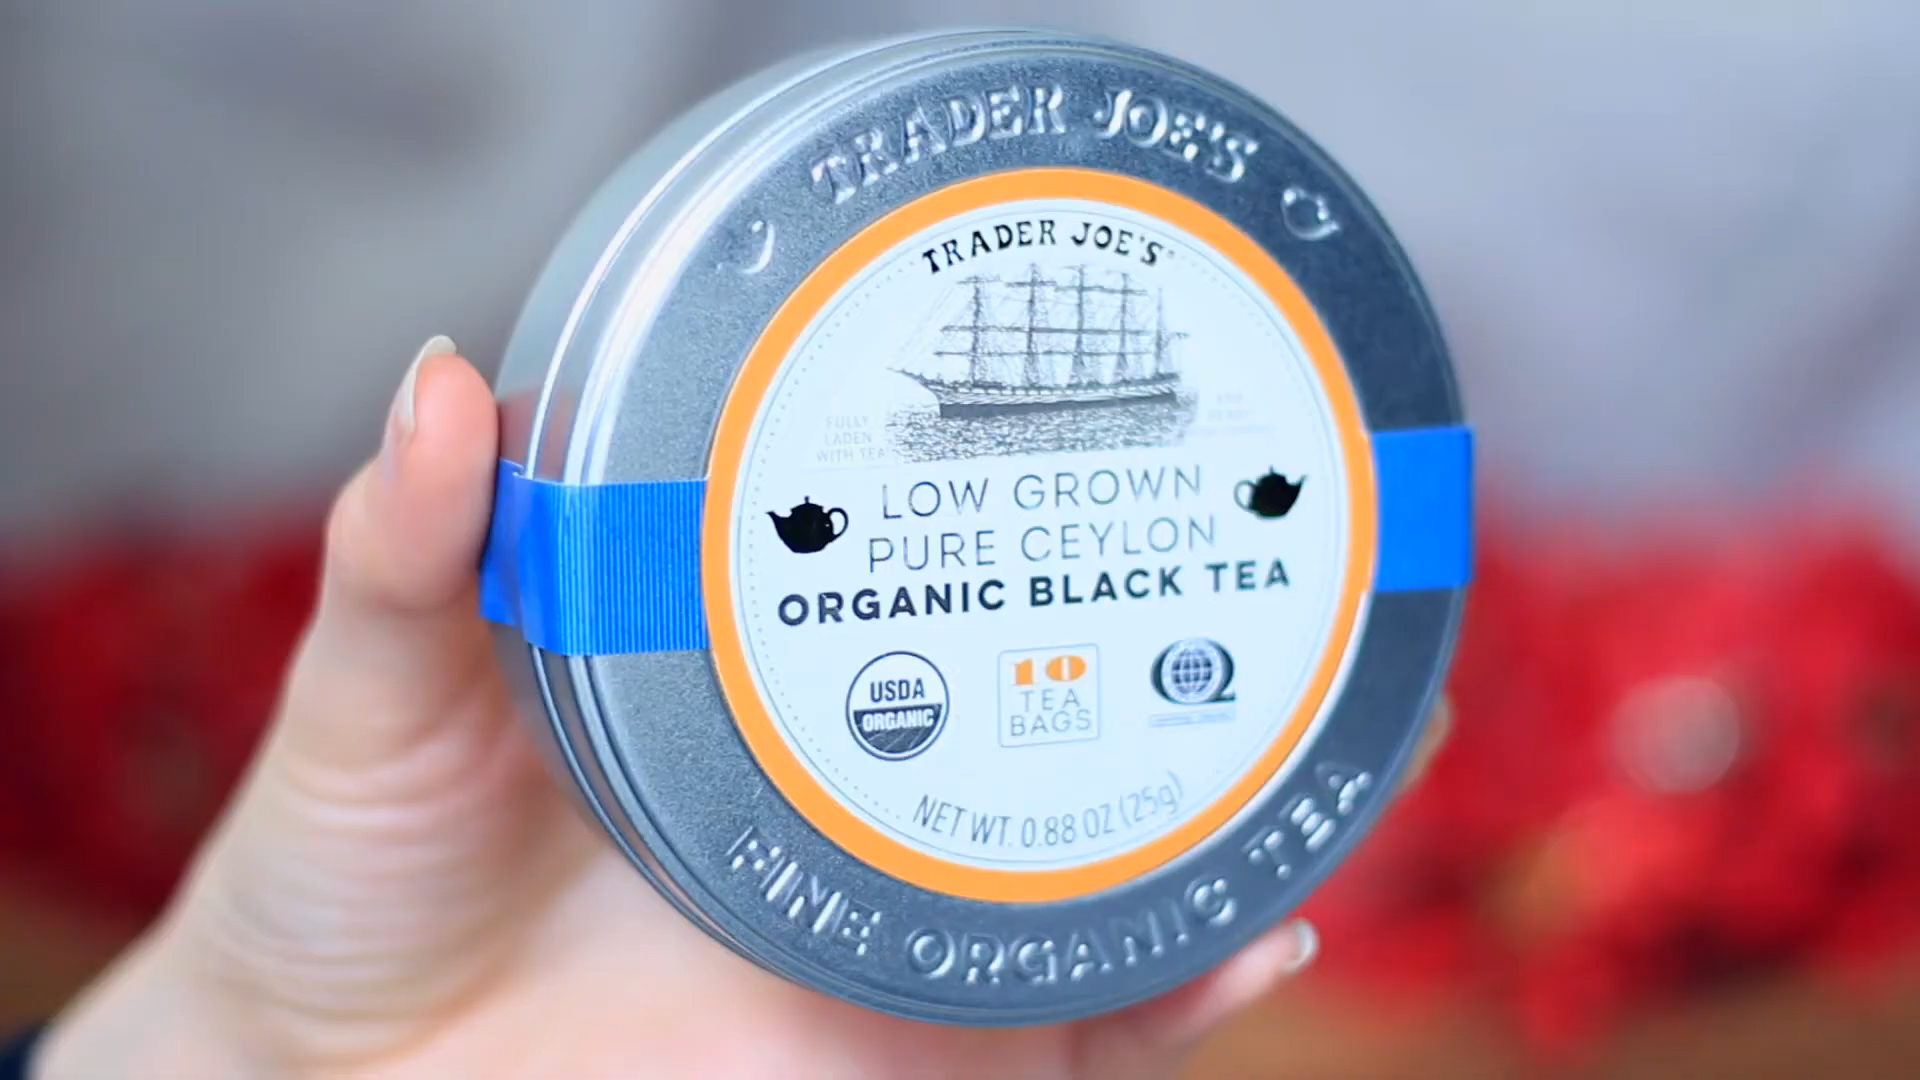 TRADER JOE'S
TRADER JOE'S
FULLY
LADEN
WITH TEA
LOW GROWN
PURE CEYLON
ORGANIC BLACK TEA
USDA
ORGANIC
10
TEA
BAGS
NET WT. 0.88 OZ (25g)
FINE ORGANIC TEA